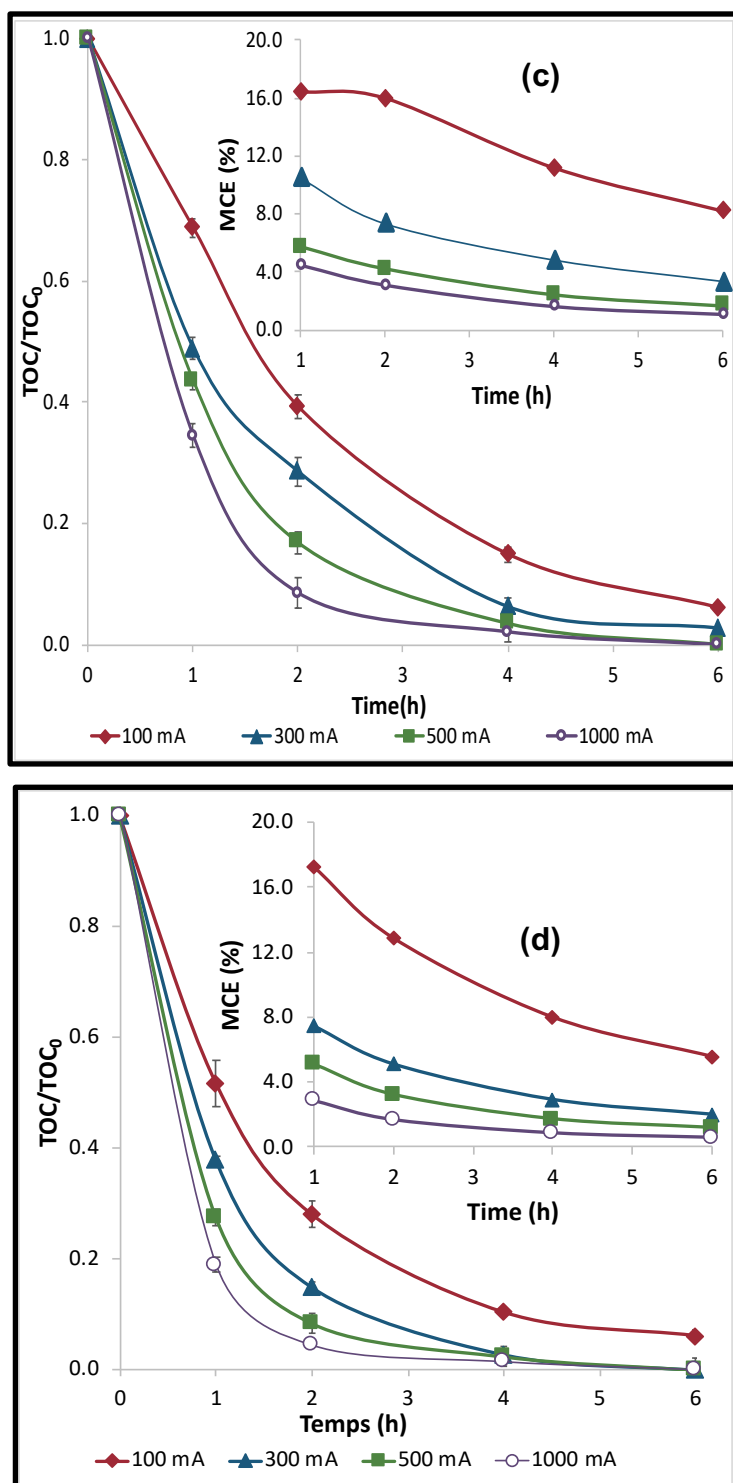 20.0
(c)
16.0
12.0
8.0
4.0
0.0
MCE (%)
1 2 3 4 5 6
Time (h)
1.0
0.8
0.6
0.4
0.2
0.0
TOC/TOC₀
0 1 2 3 4 5 6
Time(h)
100 mA 300 mA 500 mA 1000 mA
20.0
16.0
(d)
12.0
8.0
4.0
0.0
MCE (%)
1 2 3 4 5 6
Time (h)
1.0
0.8
0.6
0.4
0.2
0.0
TOC/TOC₀
0 1 2 3 4 5 6
Temps (h)
100 mA 300 mA 500 mA 1000 mA